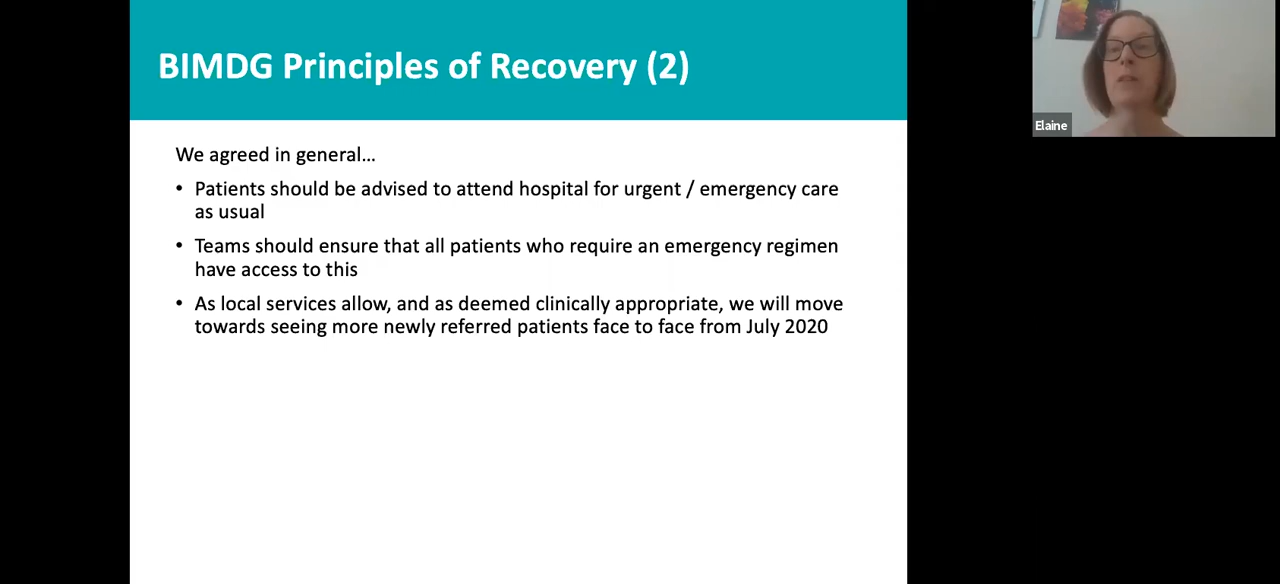 BIMDG Principles of Recovery (2)
We agreed in general...
• Patients should be advised to attend hospital for urgent / emergency care
as usual
• Teams should ensure that all patients who require an emergency regimen
have access to this
• As local services allow, and as deemed clinically appropriate, we will move
towards seeing more newly referred patients face to face from July 2020
Elaine